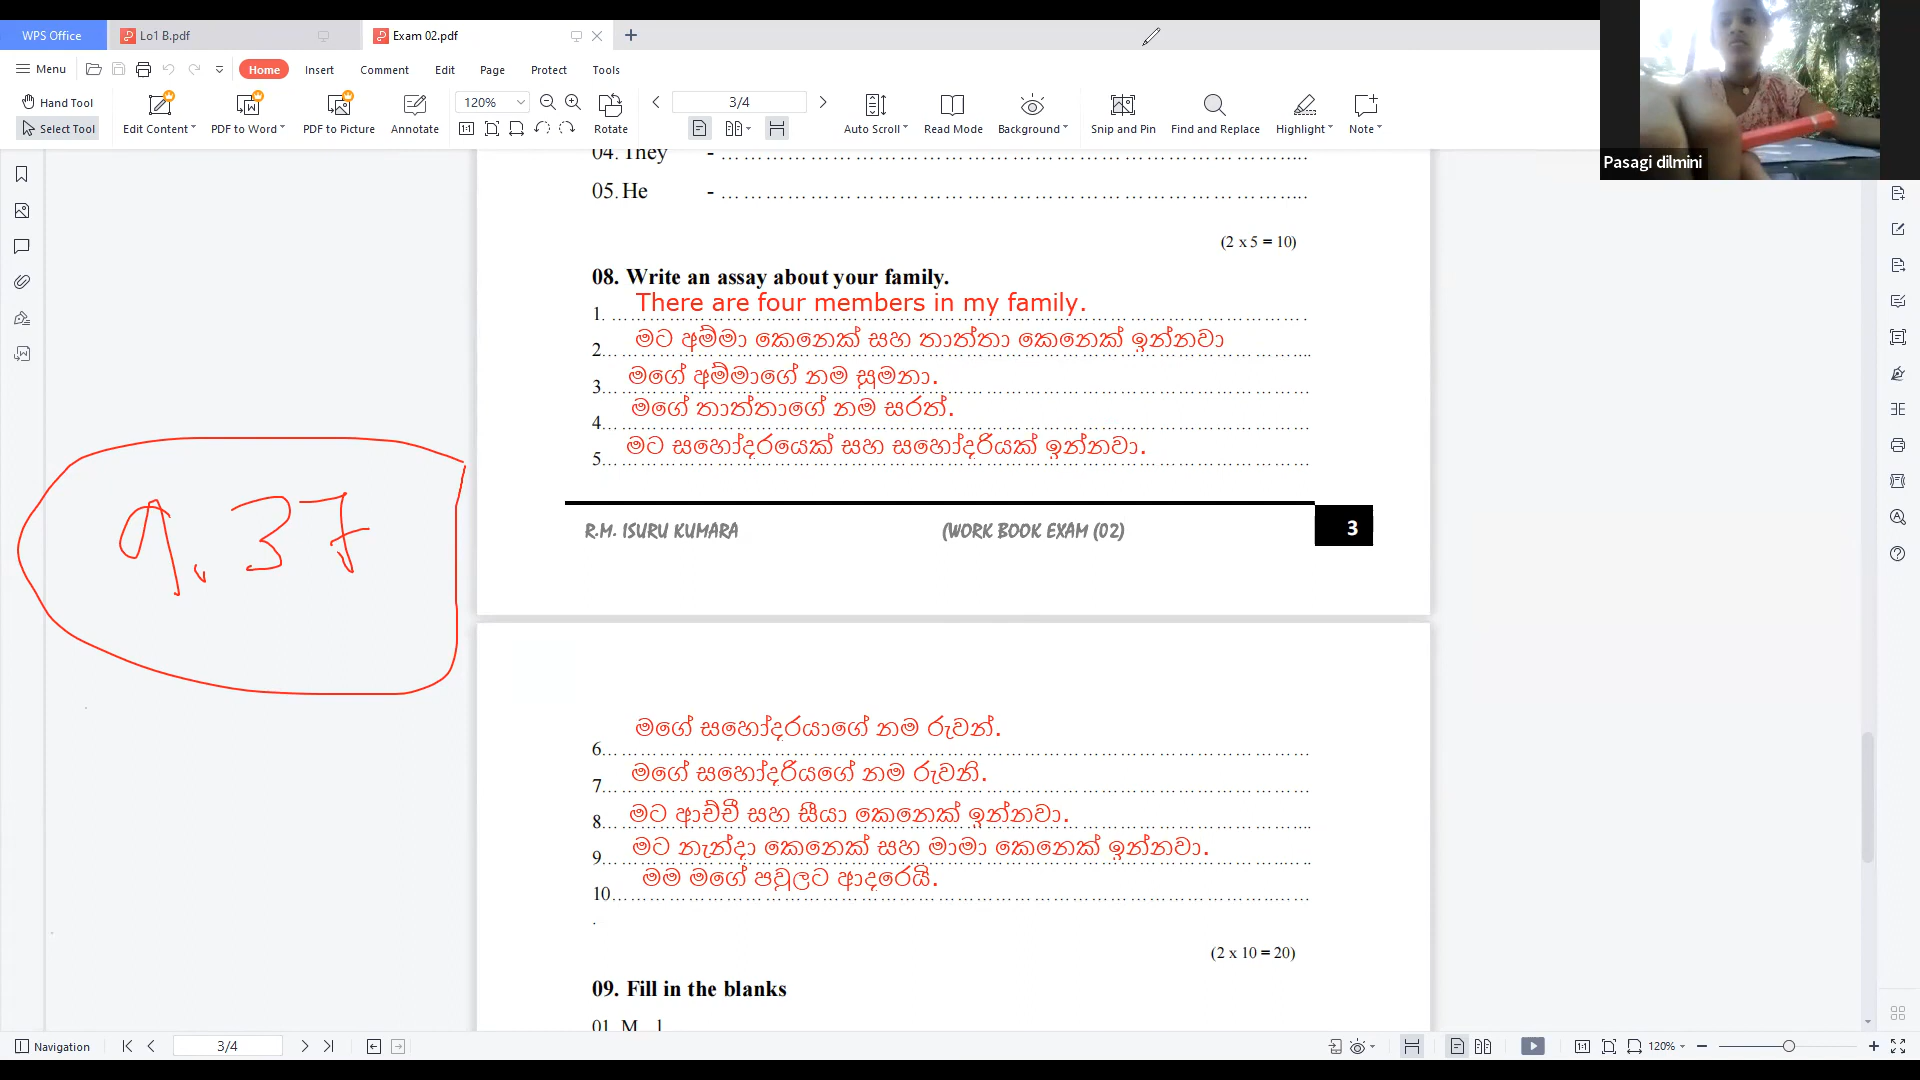 WPS Office
Lo1 B.pdf
Exam 02.pdf
Menu
Home
Insert
Comment
Edit
Page
Protect
Tools
Hand Tool
Select Tool
Edit Content
PDF to Word
PDF to Picture
Annotate
120%
Rotate
3/4
Auto Scroll
Read Mode
Background
Snip and Pin
Find and Replace
Highlight
Note
Pasagi dilmini
04. They - ........................................
05. He - ........................................
(2 x 5 = 10)
08. Write an assay about your family.
1. There are four members in my family.
2... මට අම්මා කෙනෙක් සහ තාත්තා කෙනෙක් ඉන්නවා
3... මගේ අම්මාගේ නම සුමනා.
4... මගේ තාත්තාගේ නම සරත්.
5... මට සහෝදරයෙක් සහ සහෝදරියක් ඉන්නවා.
R.M. ISURU KUMARA (WORK BOOK EXAM (02) 3
9.37
6... මගේ සහෝදරයාගේ නම රුවන්.
7... මගේ සහෝදරියගේ නම රුවනි.
8... මට ආච්චී සහ සීයා කෙනෙක් ඉන්නවා.
9... මට නැන්දා කෙනෙක් සහ මාමා කෙනෙක් ඉන්නවා.
10... මම මගේ පවුලට ආදරෙයි.
(2 x 10 = 20)
09. Fill in the blanks
01. M_ l
Navigation
3/4
120%